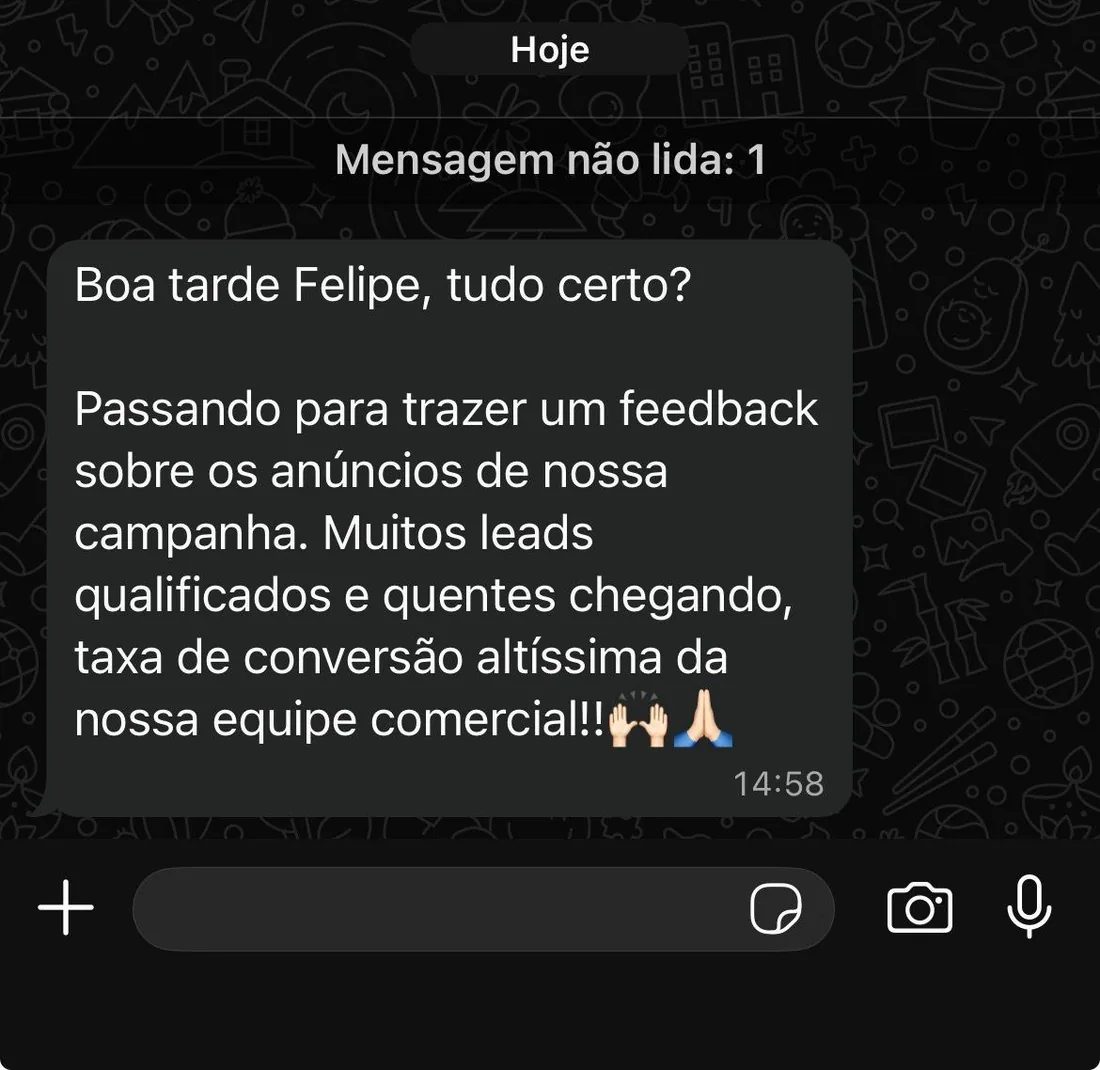 Hoje
Mensagem não lida: 1
Boa tarde Felipe, tudo certo?
Passando para trazer um feedback
sobre os anúncios de nossa
campanha. Muitos leads
qualificados e quentes chegando,
taxa de conversão altíssima da
nossa equipe comercial!!🙌🏻🙏🏻
14:58